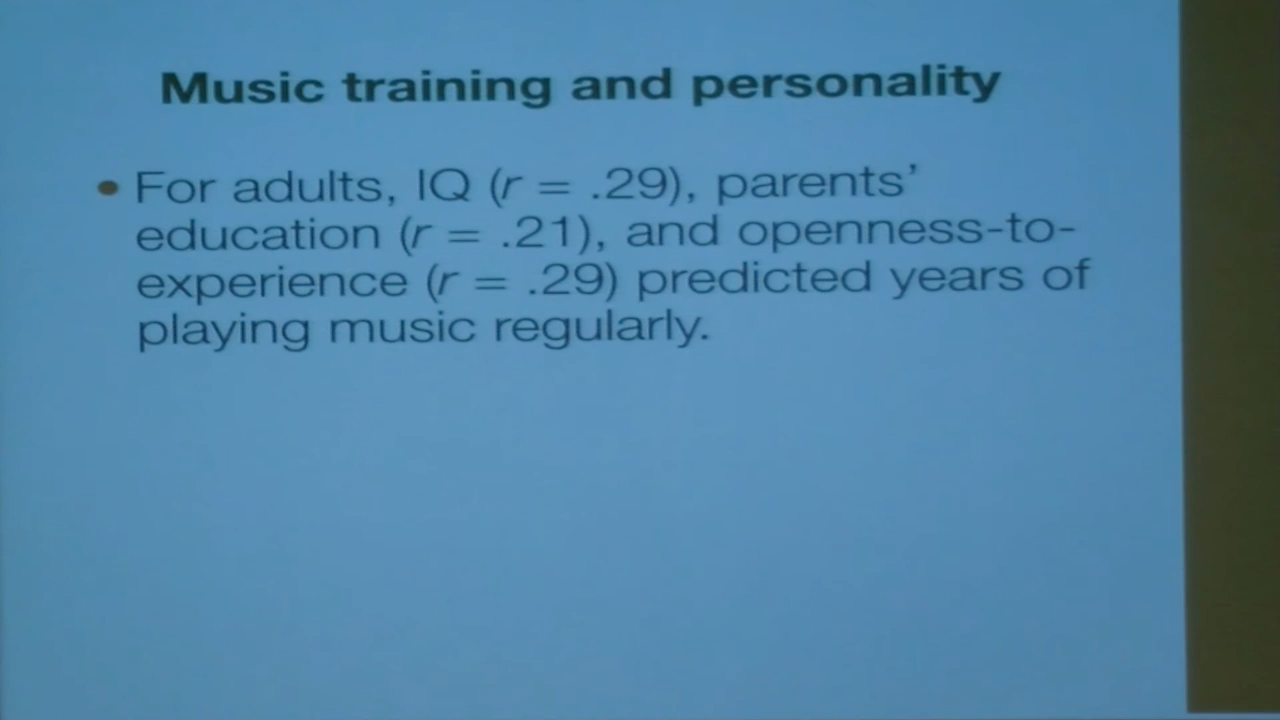 Music training and personality
• For adults, IQ (r = .29), parents’
education (r = .21), and openness-to-
experience (r = .29) predicted years of
playing music regularly.